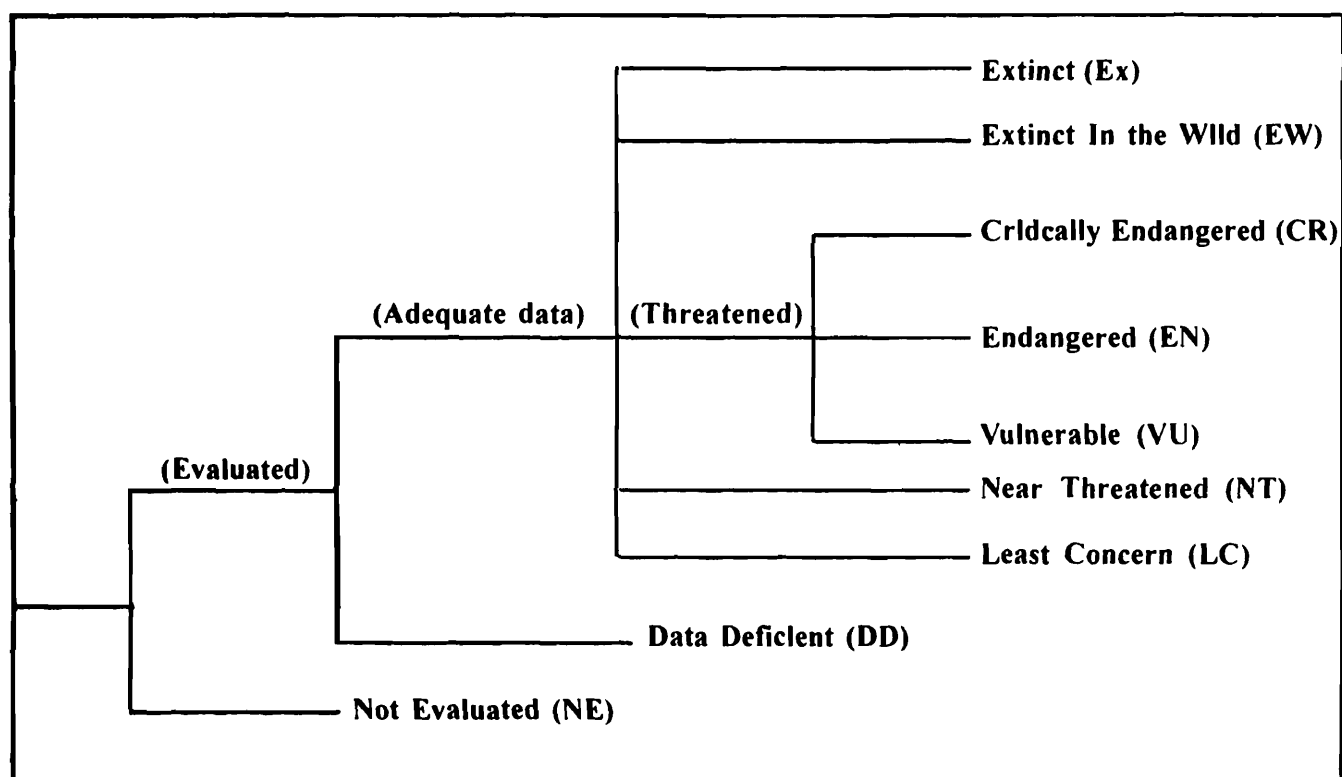 Extinct (Ex)
Extinct In the Wlld (EW)
Crldcally Endangered (CR)
(Adequate data)
(Threatened)
Endangered (EN)
Vulnerable (VU)
(Evaluated)
Near Threatened (NT)
Least Concern (LC)
Data Deficlent (DD)
Not Evaluated (NE)